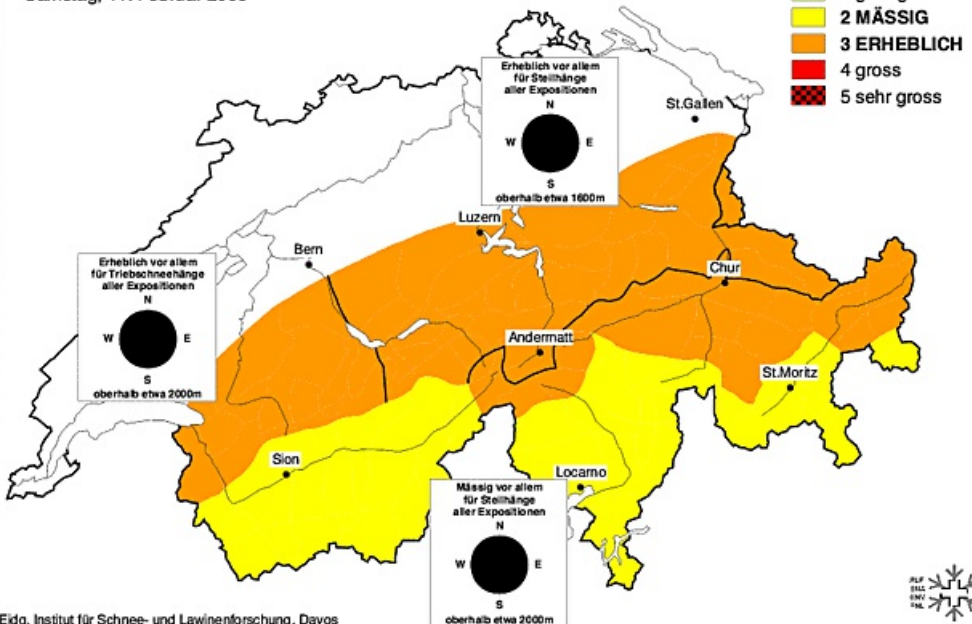 2 MÄSSIG
3 ERHEBLICH
4 gross
5 sehr gross
Erheblich vor allem
für Steilhänge
aller Expositionen
N
W E
S
oberhalb etwa 1600m
St.Gallen
Luzern
Bern
Erheblich vor allem
für Triebschneehänge
aller Expositionen
N
W E
S
oberhalb etwa 2000m
Chur
Andermatt
St.Moritz
Sion
Locarno
Mässig vor allem
für Steilhänge
aller Expositionen
N
W E
S
oberhalb etwa 2000m
Eidg. Institut für Schnee- und Lawinenforschung, Davos